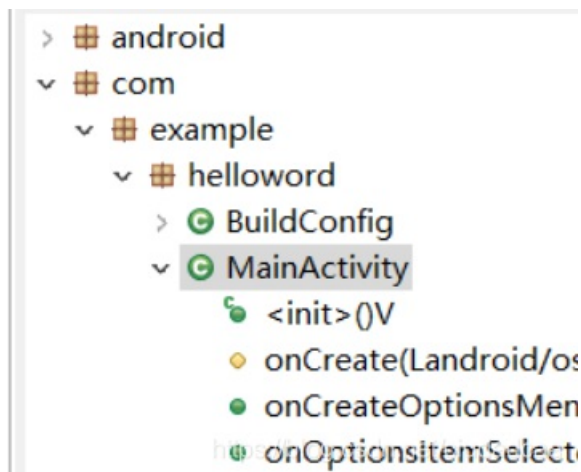 android
com
example
helloword
BuildConfig
MainActivity
<init>()V
onCreate(Landroid/os
onCreateOptionsMen
onOptionsItemSelecte